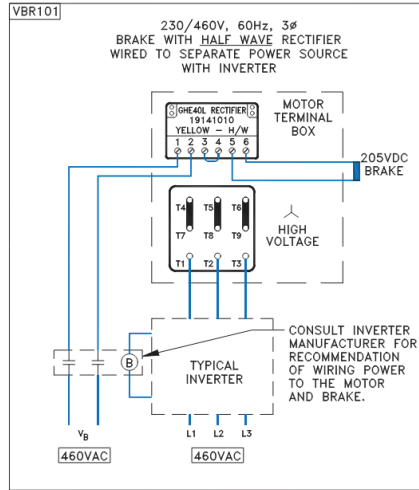 VBR101
230/460V, 60Hz, 3ø
BRAKE WITH HALF WAVE RECTIFIER
WIRED TO SEPARATE POWER SOURCE
WITH INVERTER
GHE40L RECTIFIER
19141010
YELLOW - H/W
1 2 3 4 5 6
MOTOR
TERMINAL
BOX
205VDC
BRAKE
T4 T5 T6
T7 T8 T9
HIGH
VOLTAGE
T1 T2 T3
B
TYPICAL
INVERTER
CONSULT INVERTER
MANUFACTURER FOR
RECOMMENDATION
OF WIRING POWER
TO THE MOTOR
AND BRAKE.
VB
L1 L2 L3
460VAC
460VAC